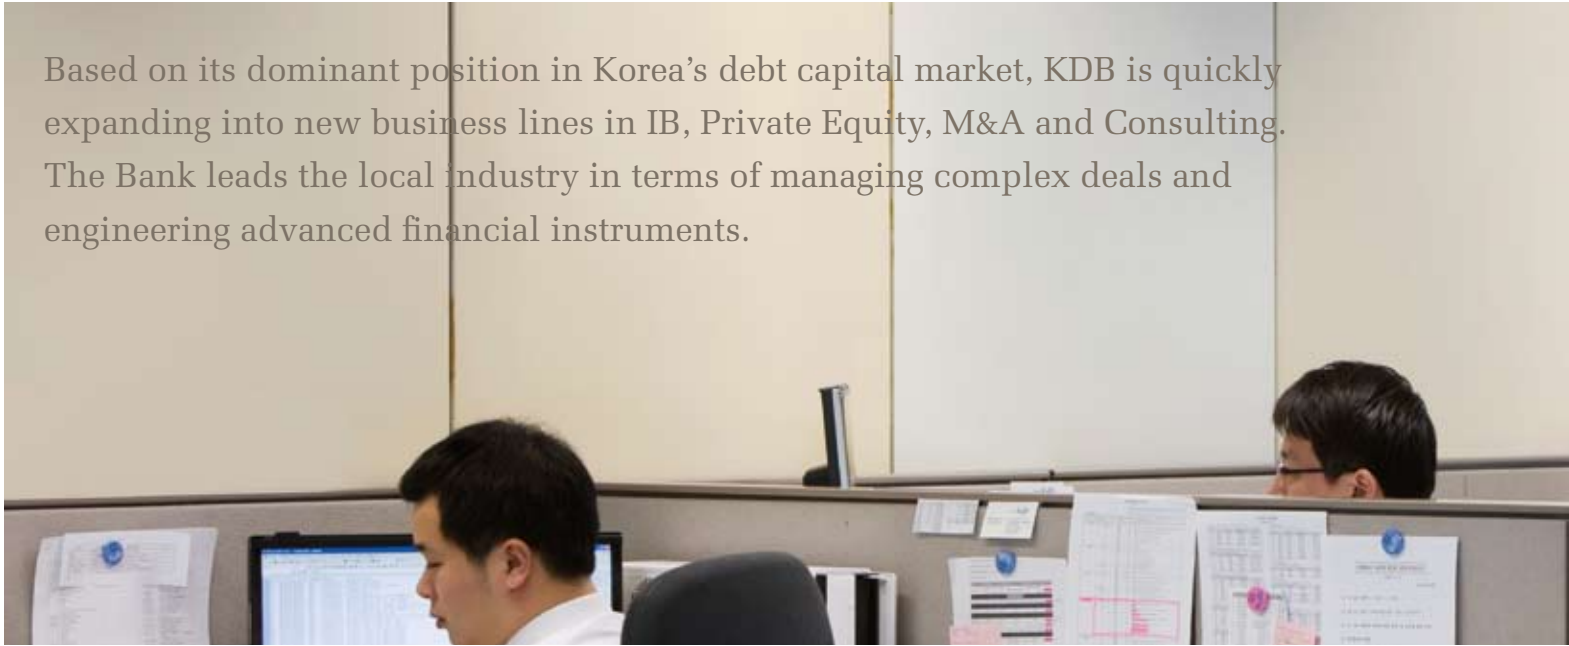 Based on its dominant position in Korea’s debt capital market, KDB is quickly
expanding into new business lines in IB, Private Equity, M&A and Consulting.
The Bank leads the local industry in terms of managing complex deals and
engineering advanced financial instruments.